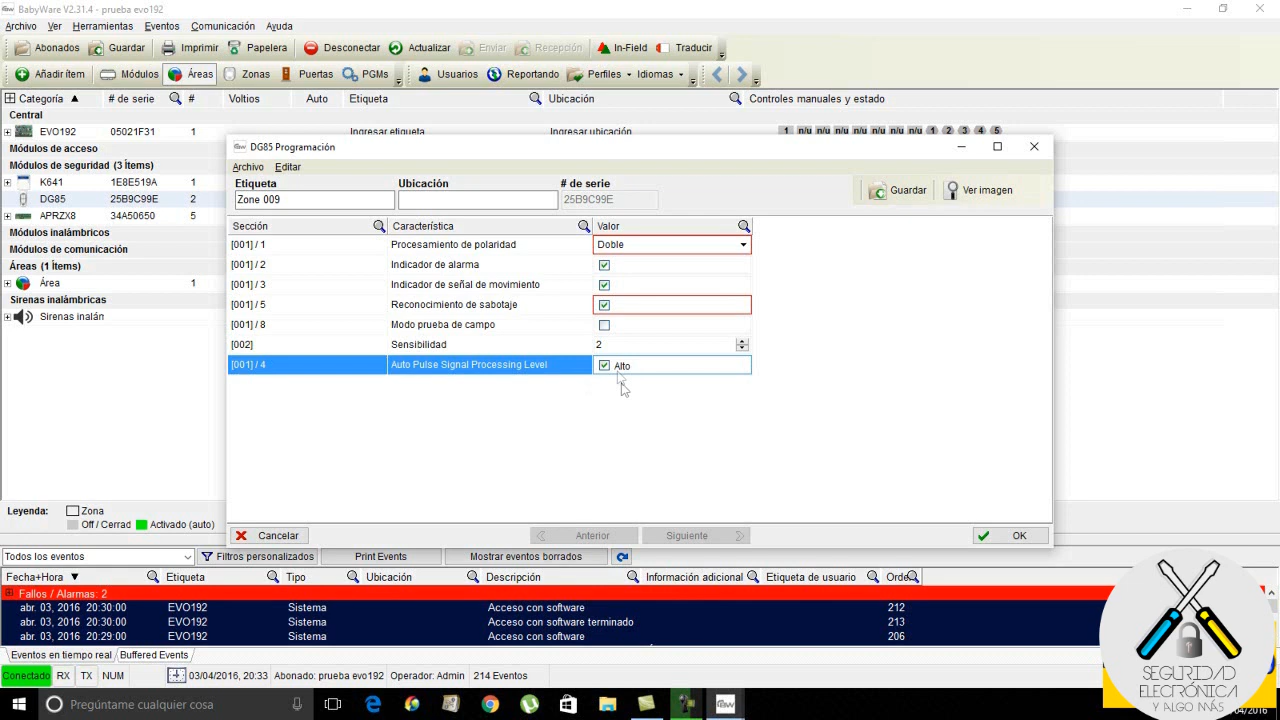 BabyWare V2.31.4 - prueba evo192
Archivo Ver Herramientas Eventos Comunicación Ayuda
Abonados Guardar Imprimir Papelera Desconectar Actualizar Enviar Recepción In-Field Traducir
Añadir ítem Módulos Áreas Zonas Puertas PGMs Usuarios Reportando Perfiles Idiomas
Categoría # de serie # Voltios Auto Etiqueta Ubicación Controles manuales y estado
Central
EVO192 05021F31 1 Ingresar etiqueta Ingresar ubicación 1 n/u n/u n/u n/u n/u n/u n/u 1 2 3 4 5
Módulos de acceso
Módulos de seguridad (3 Ítems)
K641 1E8E519A 1
DG85 25B9C99E 2
APRZX8 34A50650 1
Módulos inalámbricos
Módulos de comunicación
Áreas (1 Ítems)
Área 1
Sirenas inalámbricas
Sirenas inalám
DG85 Programación
Archivo Editar
Etiqueta Ubicación # de serie
Zone 009 25B9C99E
Guardar Ver imagen
Sección Característica Valor
[001] / 1 Procesamiento de polaridad Doble
[001] / 2 Indicador de alarma
[001] / 3 Indicador de señal de movimiento
[001] / 5 Reconocimiento de sabotaje
[001] / 8 Modo prueba de campo
[002] Sensibilidad 2
[001] / 4 Auto Pulse Signal Processing Level Alto
Cancelar Anterior Siguiente OK
Leyenda: Zona
Off / Cerrad Activado (auto)
Todos los eventos Filtros personalizados Print Events Mostrar eventos borrados
Fecha+Hora Etiqueta Tipo Ubicación Descripción Información adicional Etiqueta de usuario Orde
Fallos / Alarmas: 2
abr. 03, 2016 20:30:00 EVO192 Sistema Acceso con software 212
abr. 03, 2016 20:30:00 EVO192 Sistema Acceso con software terminado 213
abr. 03, 2016 20:29:00 EVO192 Sistema Acceso con software 206
Eventos en tiempo real Buffered Events
Conectado RX TX NUM 03/04/2016, 20:33 Abonado: prueba evo192 Operador: Admin 214 Eventos
Pregúntame cualquier cosa
SEGURIDAD
ELECTRÓNICA
Y ALGO MÁS